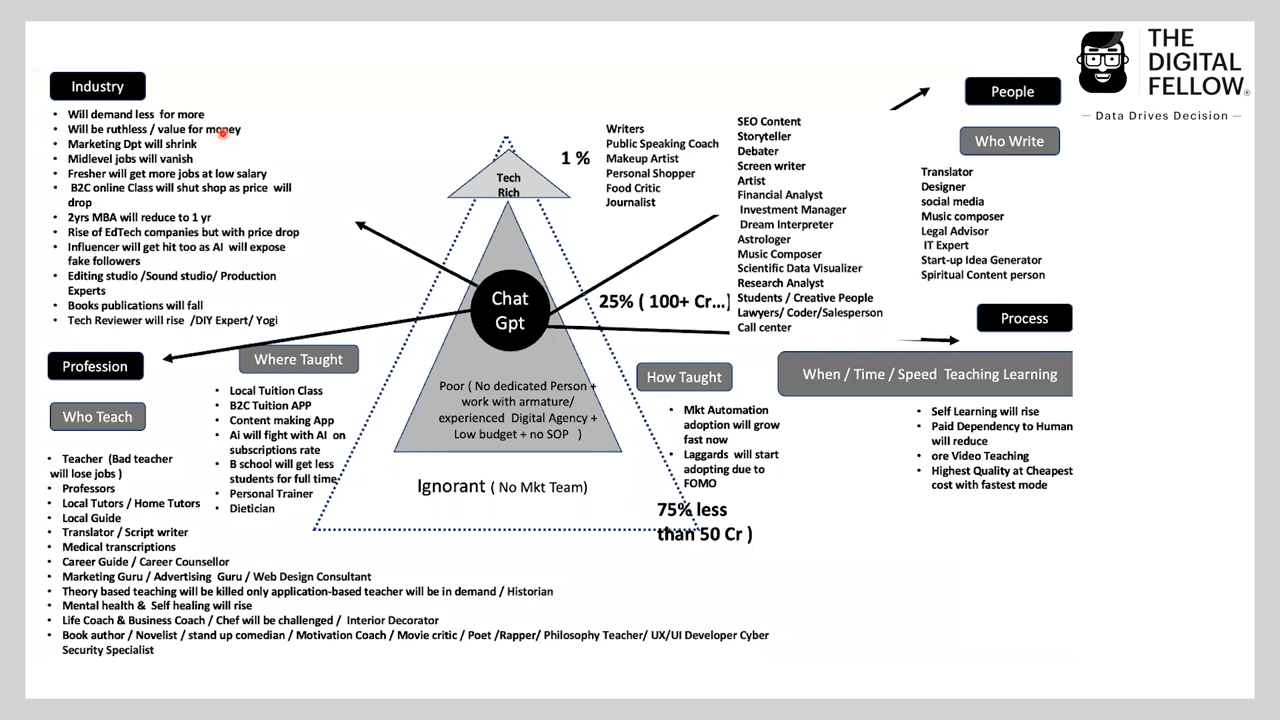 THE
DIGITAL
FELLOW®
— Data Drives Decision —
Industry
• Will demand less for more
• Will be ruthless / value for money
• Marketing Dpt will shrink
• Midlevel jobs will vanish
• Fresher will get more jobs at low salary
• B2C online Class will shut shop as price will
drop
• 2yrs MBA will reduce to 1 yr
• Rise of EdTech companies but with price drop
• Influencer will get hit too as AI will expose
fake followers
• Editing studio /Sound studio/ Production
Experts
• Books publications will fall
• Tech Reviewer will rise /DIY Expert/ Yogi
Tech
Rich
1 %
Writers
Public Speaking Coach
Makeup Artist
Personal Shopper
Food Critic
Journalist
SEO Content
Storyteller
Debater
Screen writer
Artist
Financial Analyst
Investment Manager
Dream Interpreter
Astrologer
Music Composer
Scientific Data Visualizer
Research Analyst
Students / Creative People
Lawyers/ Coder/Salesperson
Call center
People
Who Write
Translator
Designer
social media
Music composer
Legal Advisor
IT Expert
Start-up Idea Generator
Spiritual Content person
Chat
Gpt
25% ( 100+ Cr...)
Process
When / Time / Speed Teaching Learning
• Self Learning will rise
• Paid Dependency to Human
will reduce
• ore Video Teaching
• Highest Quality at Cheapest
cost with fastest mode
How Taught
• Mkt Automation
adoption will grow
fast now
• Laggards will start
adopting due to
FOMO
Poor ( No dedicated Person +
work with armature/
experienced Digital Agency +
Low budget + no SOP )
Ignorant ( No Mkt Team)
75% less
than 50 Cr )
Profession
Where Taught
• Local Tuition Class
• B2C Tuition APP
• Content making App
• Ai will fight with AI on
subscriptions rate
• B school will get less
students for full time
• Personal Trainer
• Dietician
Who Teach
• Teacher (Bad teacher
will lose jobs )
• Professors
• Local Tutors / Home Tutors
• Local Guide
• Translator / Script writer
• Medical transcriptions
• Career Guide / Career Counsellor
• Marketing Guru / Advertising Guru / Web Design Consultant
• Theory based teaching will be killed only application-based teacher will be in demand / Historian
• Mental health & Self healing will rise
• Life Coach & Business Coach / Chef will be challenged / Interior Decorator
• Book author / Novelist / stand up comedian / Motivation Coach / Movie critic / Poet /Rapper/ Philosophy Teacher/ UX/UI Developer Cyber
Security Specialist